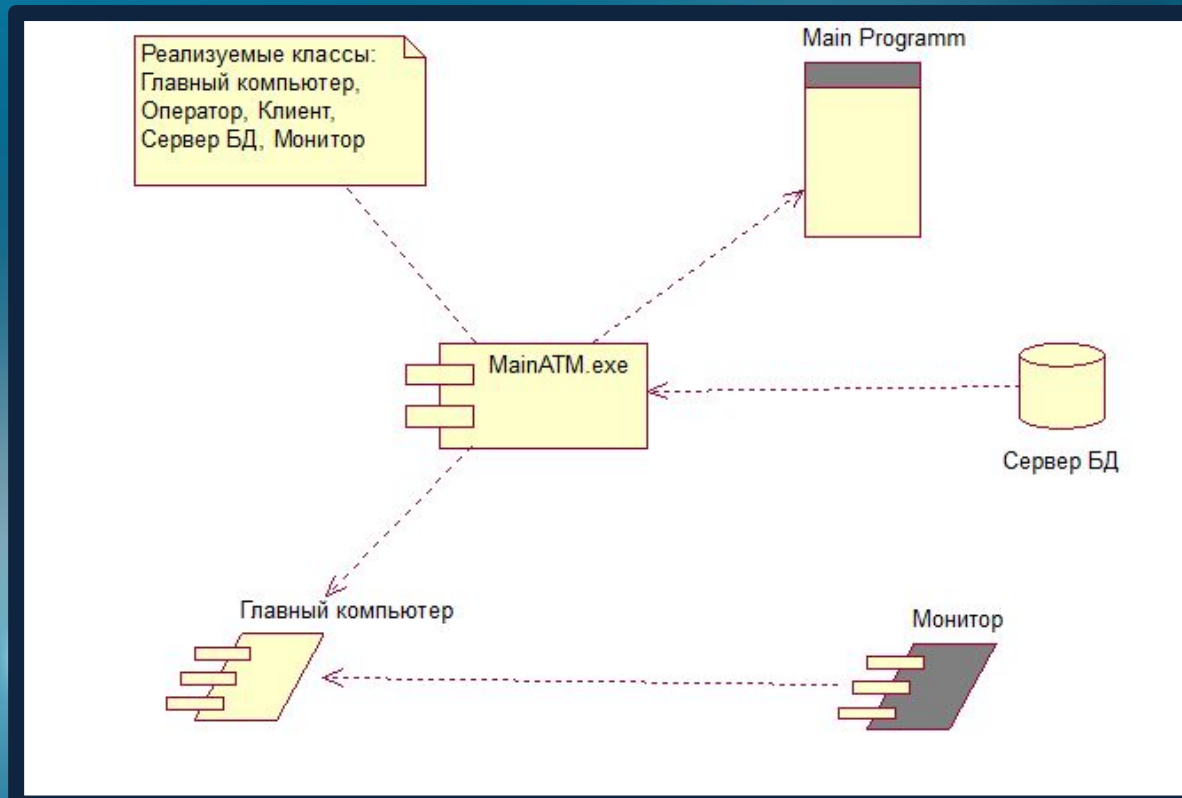 Реализуемые классы:
Главный компьютер,
Оператор, Клиент,
Сервер БД, Монитор
Main Programm
MainATM.exe
Сервер БД
Главный компьютер
Монитор